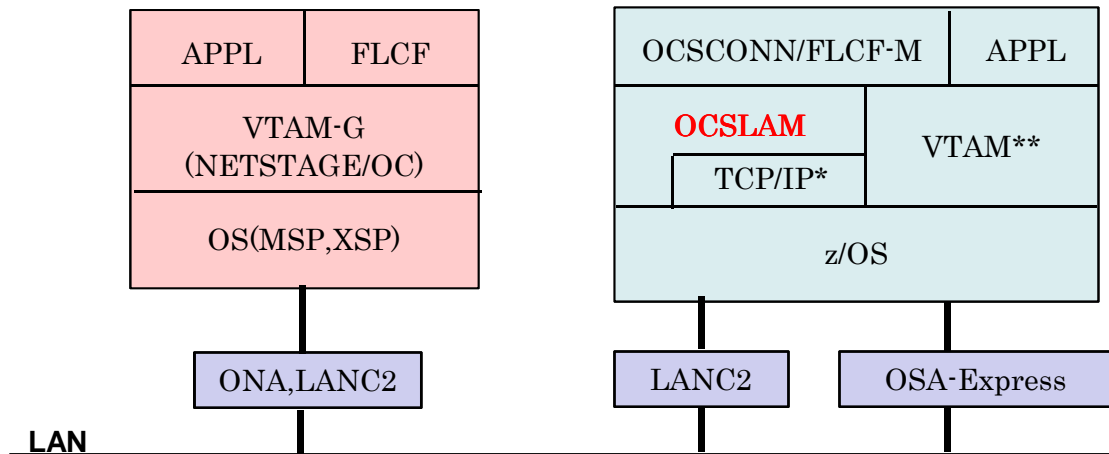 APPL FLCF
VTAM-G
(NETSTAGE/OC)
OS(MSP,XSP)
ONA,LANC2
OCSCONN/FLCF-M APPL
OCSLAM
TCP/IP*
VTAM**
z/OS
LANC2
OSA-Express
LAN